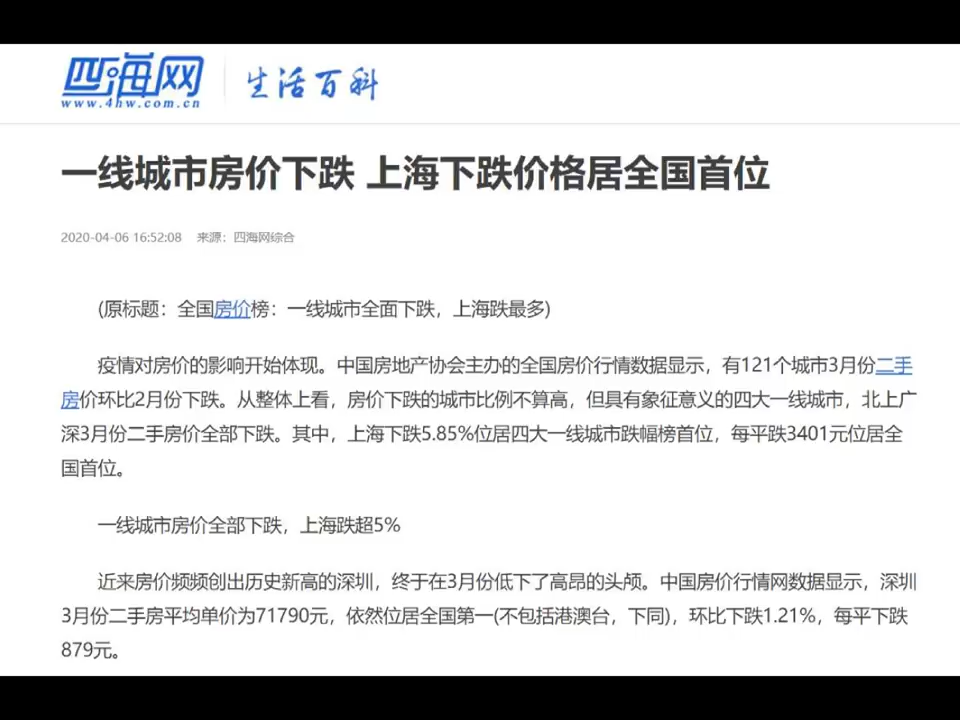 四海网
www.4hw.com.cn
生活百科
一线城市房价下跌 上海下跌价格居全国首位
2020-04-06 16:52:08 来源：四海网综合
(原标题：全国房价榜：一线城市全面下跌，上海跌最多)
疫情对房价的影响开始体现。中国房地产协会主办的全国房价行情数据显示，有121个城市3月份二手
房价环比2月份下跌。从整体上看，房价下跌的城市比例不算高，但具有象征意义的四大一线城市，北上广
深3月份二手房价全部下跌。其中，上海下跌5.85%位居四大一线城市跌幅榜首位，每平跌3401元位居全
国首位。
一线城市房价全部下跌，上海跌超5%
近来房价频频创出历史新高的深圳，终于在3月份低下了高昂的头颅。中国房价行情网数据显示，深圳
3月份二手房平均单价为71790元，依然位居全国第一(不包括港澳台，下同)，环比下跌1.21%，每平下跌
879元。